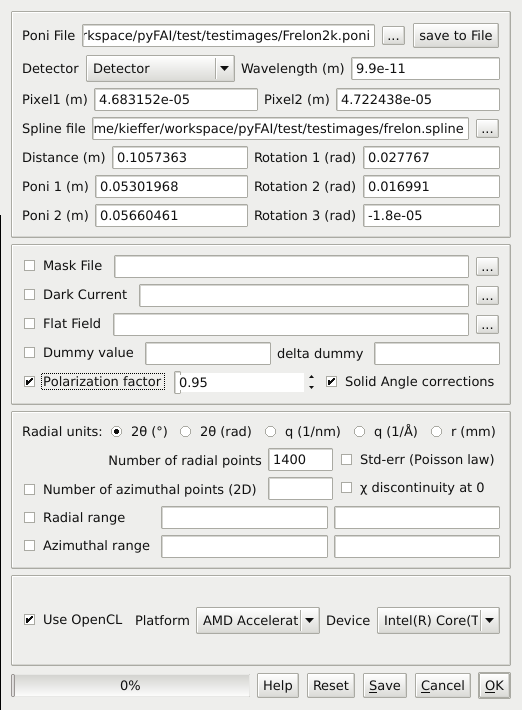 Poni File rkspace/pyFAI/test/testimages/Frelon2k.poni ... save to File
Detector Detector Wavelength (m) 9.9e-11
Pixel1 (m) 4.683152e-05 Pixel2 (m) 4.722438e-05
Spline file me/kieffer/workspace/pyFAI/test/testimages/frelon.spline ...
Distance (m) 0.1057363 Rotation 1 (rad) 0.027767
Poni 1 (m) 0.05301968 Rotation 2 (rad) 0.016991
Poni 2 (m) 0.05660461 Rotation 3 (rad) -1.8e-05
Mask File ...
Dark Current ...
Flat Field ...
Dummy value delta dummy
Polarization factor 0.95 Solid Angle corrections
Radial units: 2θ (°) 2θ (rad) q (1/nm) q (1/Å) r (mm)
Number of radial points 1400 Std-err (Poisson law)
Number of azimuthal points (2D) χ discontinuity at 0
Radial range
Azimuthal range
Use OpenCL Platform AMD Accelerat Device Intel(R) Core(T
0% Help Reset Save Cancel OK